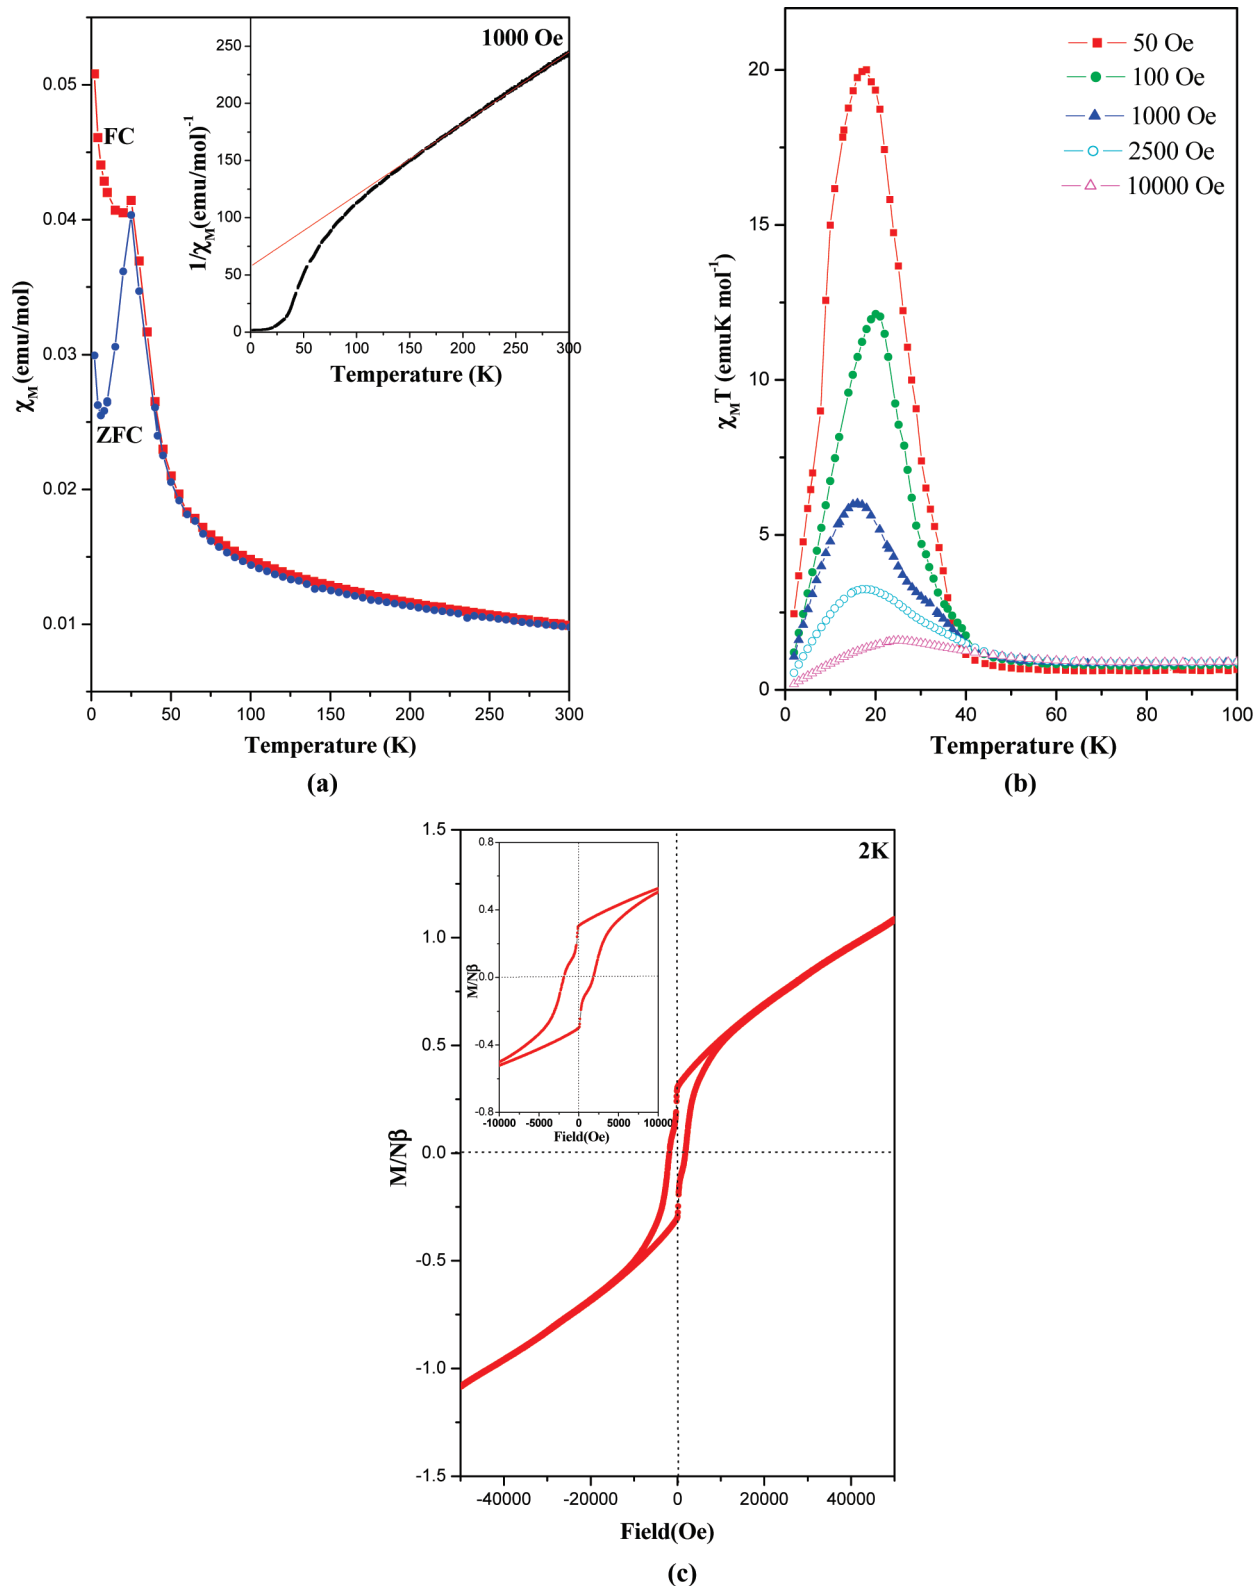 1000 Oe
FC
ZFC
0.05
0.04
0.03
0.02
0.01
χM(emu/mol)
0 50 100 150 200 250 300
Temperature (K)
(a)
250
200
150
100
50
0
1/χM(emu/mol)-1
0 50 100 150 200 250 300
Temperature (K)
50 Oe
100 Oe
1000 Oe
2500 Oe
10000 Oe
20
15
10
5
0
χMT (emuK mol-1)
0 20 40 60 80 100
Temperature (K)
(b)
2K
1.5
1.0
0.5
0.0
-0.5
-1.0
-1.5
M/Nβ
-40000 -20000 0 20000 40000
Field(Oe)
0.8
0.4
0.0
-0.4
-0.8
M/Nβ
-10000 -5000 0 5000 10000
Field(Oe)
(c)